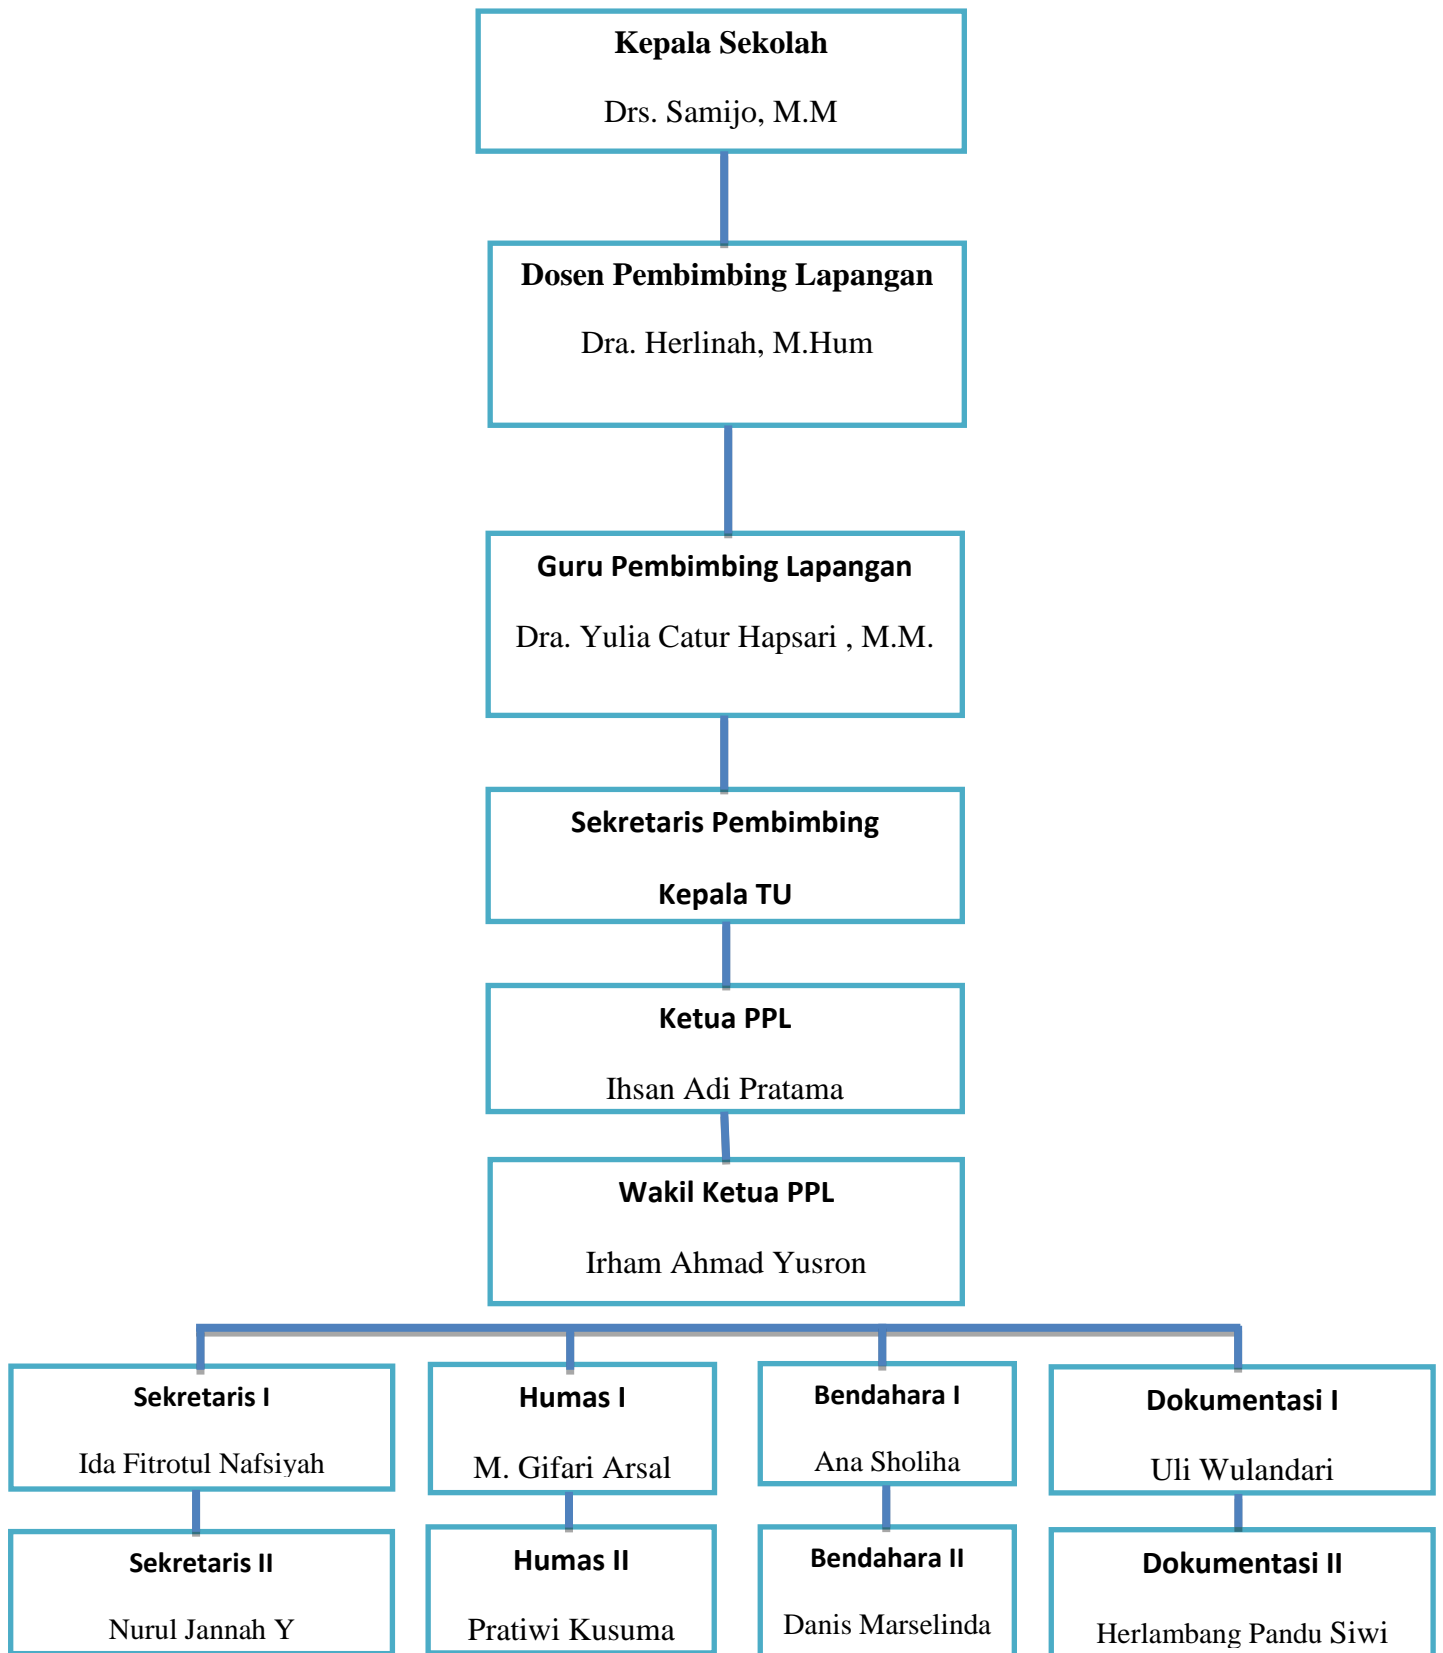 Kepala Sekolah
Drs. Samijo, M.M
Dosen Pembimbing Lapangan
Dra. Herlinah, M.Hum
Guru Pembimbing Lapangan
Dra. Yulia Catur Hapsari , M.M.
Sekretaris Pembimbing
Kepala TU
Ketua PPL
Ihsan Adi Pratama
Wakil Ketua PPL
Irham Ahmad Yusron
Sekretaris I
Ida Fitrotul Nafsiyah
Humas I
M. Gifari Arsal
Bendahara I
Ana Sholiha
Dokumentasi I
Uli Wulandari
Sekretaris II
Nurul Jannah Y
Humas II
Pratiwi Kusuma
Bendahara II
Danis Marselinda
Dokumentasi II
Herlambang Pandu Siwi